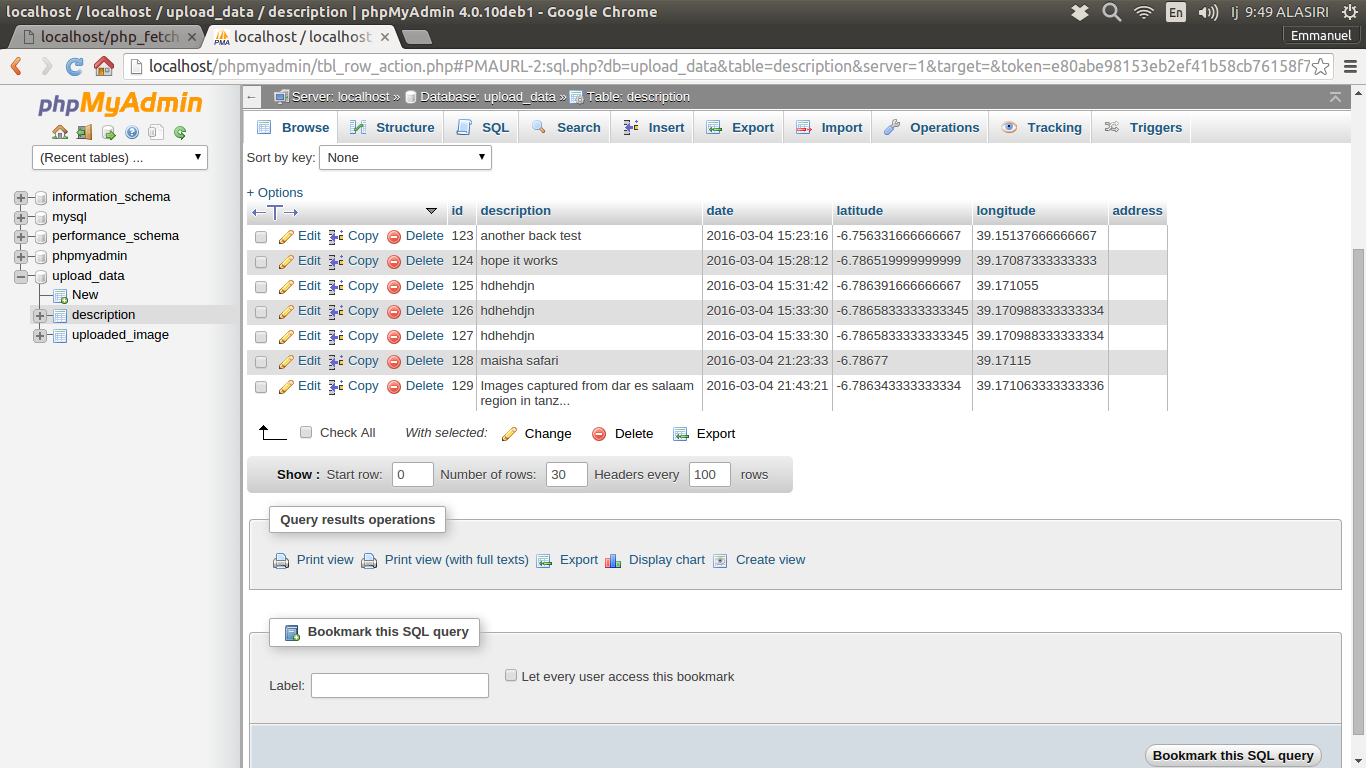 localhost / localhost / upload_data / description | phpMyAdmin 4.0.10deb1 - Google Chrome
En
Ij 9:49 ALASIRI
localhost/php_fetch
PMA
localhost / localhost
Emmanuel
localhost/phpmyadmin/tbl_row_action.php#PMAURL-2:sql.php?db=upload_data&table=description&server=1&target=&token=e80abe98153eb2ef41b58cb76158f7
phpMyAdmin
(Recent tables) ...
information_schema
mysql
performance_schema
phpmyadmin
upload_data
New
description
uploaded_image
Server: localhost » Database: upload_data » Table: description
Browse Structure SQL Search Insert Export Import Operations Tracking Triggers
Sort by key: None
+ Options
id description date latitude longitude address
Edit Copy Delete 123 another back test 2016-03-04 15:23:16 -6.756331666666667 39.15137666666667
Edit Copy Delete 124 hope it works 2016-03-04 15:28:12 -6.786519999999999 39.17087333333333
Edit Copy Delete 125 hdhehdjn 2016-03-04 15:31:42 -6.786391666666667 39.171055
Edit Copy Delete 126 hdhehdjn 2016-03-04 15:33:30 -6.7865833333333345 39.170988333333334
Edit Copy Delete 127 hdhehdjn 2016-03-04 15:33:30 -6.7865833333333345 39.170988333333334
Edit Copy Delete 128 maisha safari 2016-03-04 21:23:33 -6.78677 39.17115
Edit Copy Delete 129 Images captured from dar es salaam 2016-03-04 21:43:21 -6.786343333333334 39.171063333333336
region in tanz...
Check All With selected: Change Delete Export
Show : Start row: 0 Number of rows: 30 Headers every 100 rows
Query results operations
Print view Print view (with full texts) Export Display chart Create view
Bookmark this SQL query
Label:
Let every user access this bookmark
Bookmark this SQL query